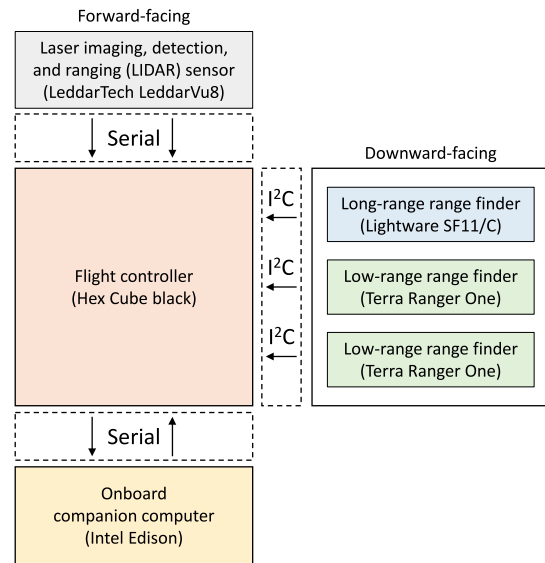 Forward-facing
Laser imaging, detection,
and ranging (LIDAR) sensor
(LeddarTech LeddarVu8)
Serial
Downward-facing
I²C
Long-range range finder
(Lightware SF11/C)
Flight controller
(Hex Cube black)
I²C
Low-range range finder
(Terra Ranger One)
I²C
Low-range range finder
(Terra Ranger One)
Serial
Onboard
companion computer
(Intel Edison)